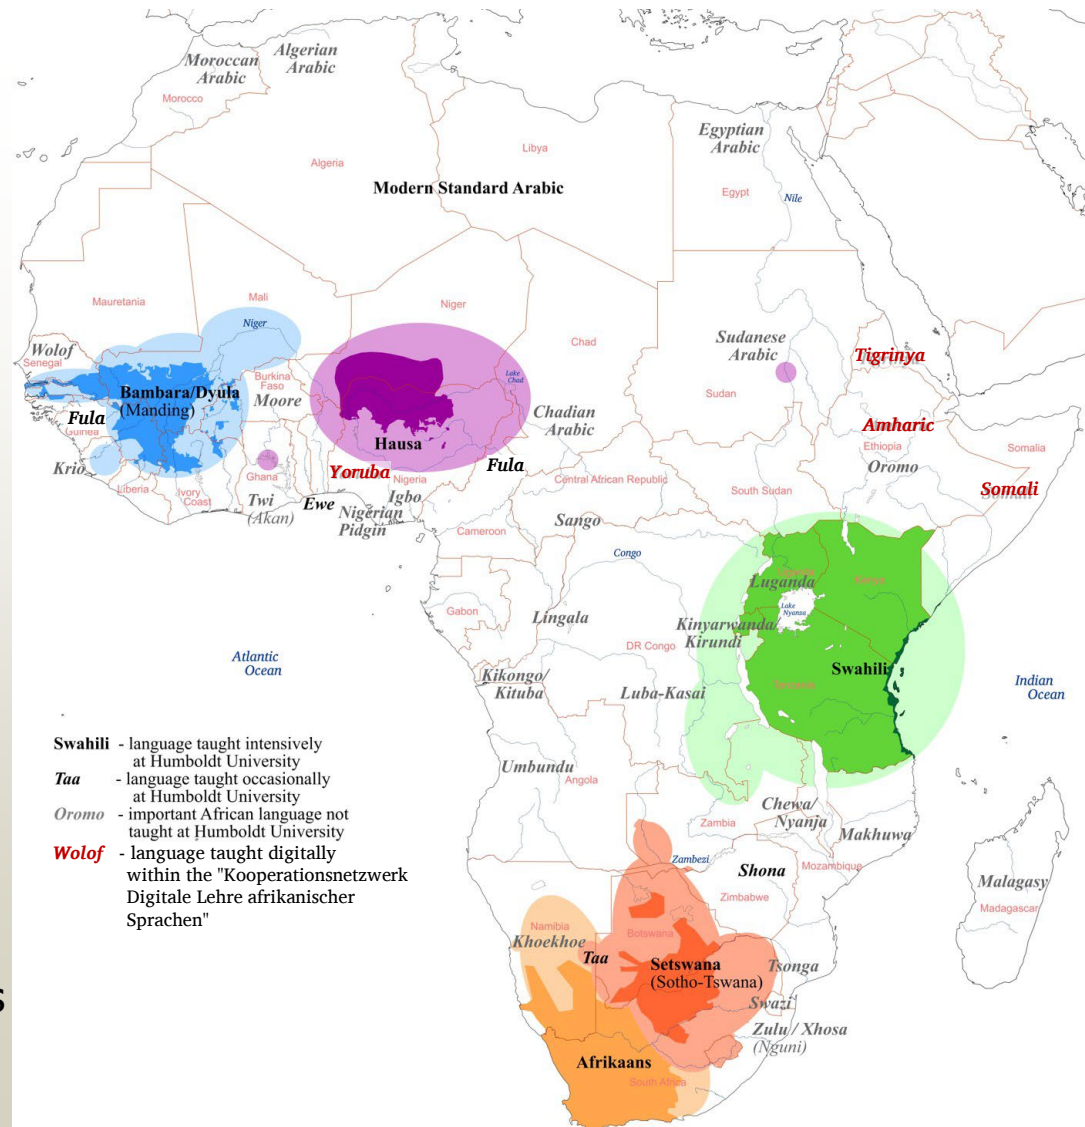 Algerian
Arabic
Moroccan
Arabic
Morocco
Algeria
Libya
Egyptian
Arabic
Egypt
Nile
Modern Standard Arabic
Mauretania
Mali
Niger
Niger
Chad
Sudanese
Arabic
Sudan
Tigrinya
Wolof
Senegal
Bambara/Dyula
(Manding)
Burkina
Faso
Moore
Lake
Chad
Chadian
Arabic
Fula
Guinea
Hausa
Amharic
Ethiopia
Oromo
Somalia
Somali
Krio
Liberia
Ivory
Coast
Ghana
Twi
(Akan)
Ewe
Yoruba
Nigeria
Igbo
Nigerian
Pidgin
Fula
Central African Republic
South Sudan
Cameroon
Sango
Congo
Luganda
Kenya
Lake
Nyansa
Gabon
Lingala
Kinyarwanda/
Kirundi
DR Congo
Atlantic
Ocean
Kikongo/
Kituba
Luba-Kasai
Swahili
Tanzania
Indian
Ocean
Swahili - language taught intensively
at Humboldt University
Taa - language taught occasionally
at Humboldt University
Oromo - important African language not
taught at Humboldt University
Wolof - language taught digitally
within the "Kooperationsnetzwerk
Digitale Lehre afrikanischer
Sprachen"
Umbundu
Angola
Zambia
Chewa/
Nyanja
Makhuwa
Mozambique
Zambezi
Shona
Zimbabwe
Malagasy
Madagascar
Namibia
Khoekhoe
Botswana
Taa
Setswana
(Sotho-Tswana)
Tsonga
Swazi
Zulu / Xhosa
(Nguni)
Afrikaans
South Africa
s